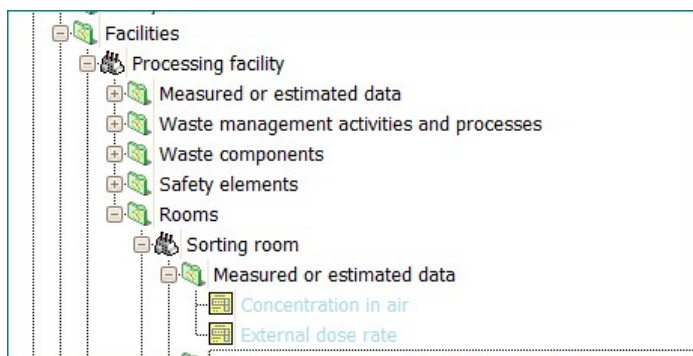 Facilities
Processing facility
Measured or estimated data
Waste management activities and processes
Waste components
Safety elements
Rooms
Sorting room
Measured or estimated data
Concentration in air
External dose rate